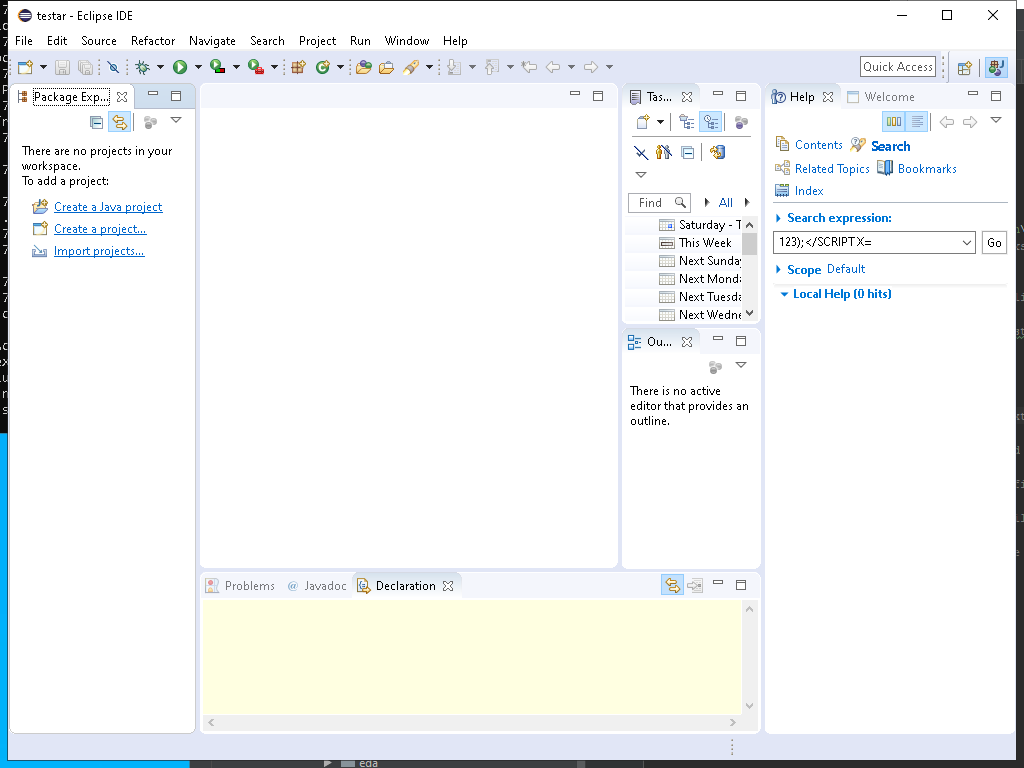 testar - Eclipse IDE
File Edit Source Refactor Navigate Search Project Run Window Help
Quick Access
Package Exp...
There are no projects in your
workspace.
To add a project:
Create a Java project
Create a project...
Import projects...
Tas...
Find
All
Saturday - T
This Week
Next Sunday
Next Monda
Next Tuesda
Next Wedne
Ou...
There is no active
editor that provides an
outline.
Help Welcome
Contents Search
Related Topics Bookmarks
Index
Search expression:
123);</SCRIPT X=
Go
Scope Default
Local Help (0 hits)
Problems @ Javadoc Declaration
eda